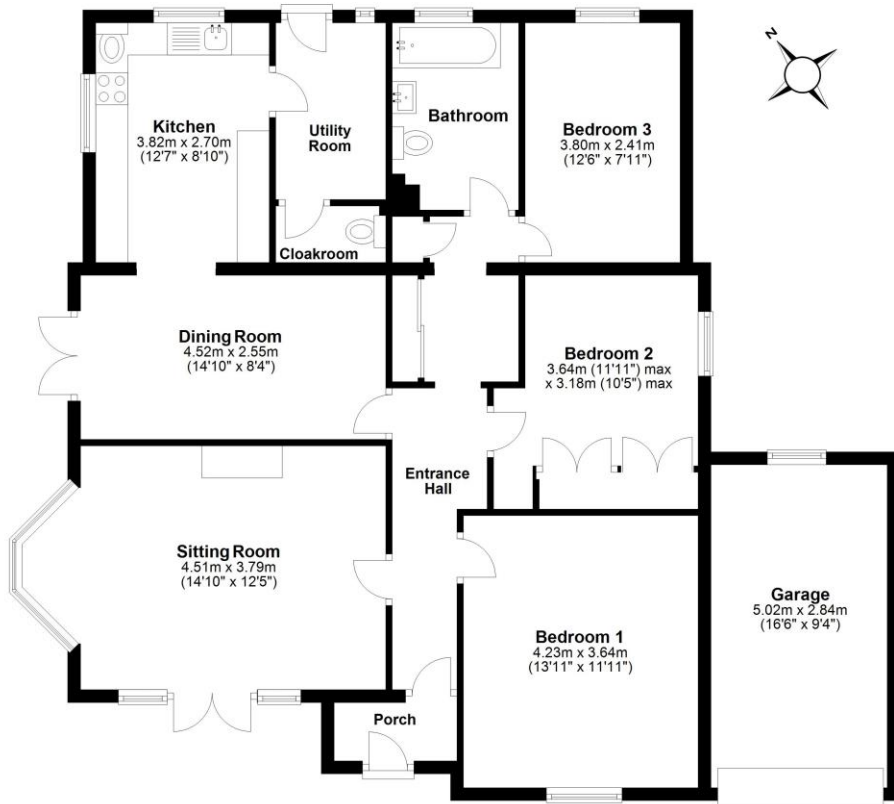 N
Kitchen
3.82m x 2.70m
(12'7" x 8'10")
Utility
Room
Bathroom
Bedroom 3
3.80m x 2.41m
(12'6" x 7'11")
Cloakroom
Dining Room
4.52m x 2.55m
(14'10" x 8'4")
Bedroom 2
3.64m (11'11") max
x 3.18m (10'5") max
Entrance
Hall
Sitting Room
4.51m x 3.79m
(14'10" x 12'5")
Bedroom 1
4.23m x 3.64m
(13'11" x 11'11")
Garage
5.02m x 2.84m
(16'6" x 9'4")
Porch